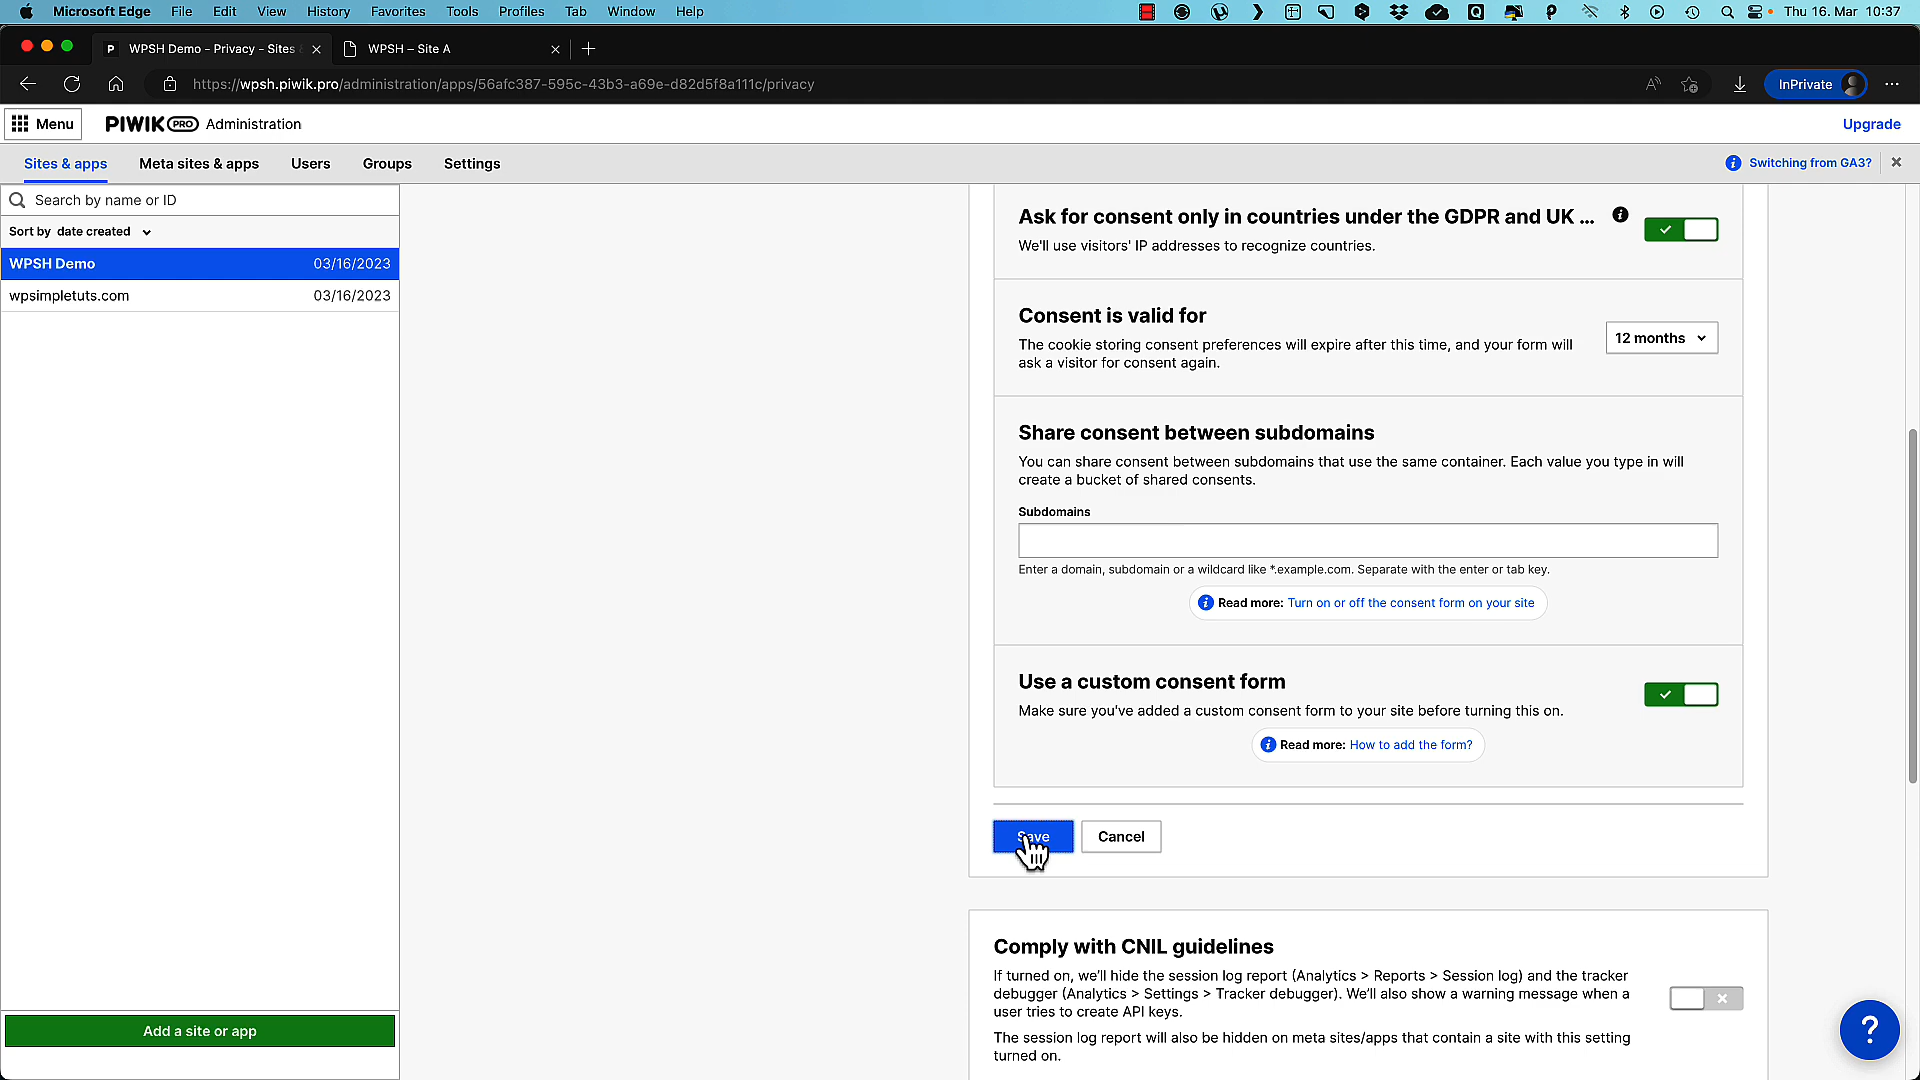 Microsoft Edge File Edit View History Favorites Tools Profiles Tab Window Help Thu 16. Mar 10:37
WPSH Demo - Privacy - Sites
WPSH – Site A
https://wpsh.piwik.pro/administration/apps/56afc387-595c-43b3-a69e-d82d5f8a111c/privacy
InPrivate
Menu
PIWIK PRO Administration
Upgrade
Sites & apps Meta sites & apps Users Groups Settings
Switching from GA3?
Search by name or ID
Sort by date created
WPSH Demo 03/16/2023
wpsimpletuts.com 03/16/2023
Add a site or app
Ask for consent only in countries under the GDPR and UK ...
We'll use visitors' IP addresses to recognize countries.
Consent is valid for
The cookie storing consent preferences will expire after this time, and your form will
ask a visitor for consent again.
12 months
Share consent between subdomains
You can share consent between subdomains that use the same container. Each value you type in will
create a bucket of shared consents.
Subdomains
Enter a domain, subdomain or a wildcard like *.example.com. Separate with the enter or tab key.
Read more: Turn on or off the consent form on your site
Use a custom consent form
Make sure you've added a custom consent form to your site before turning this on.
Read more: How to add the form?
Save
Cancel
Comply with CNIL guidelines
If turned on, we'll hide the session log report (Analytics > Reports > Session log) and the tracker
debugger (Analytics > Settings > Tracker debugger). We'll also show a warning message when a
user tries to create API keys.
The session log report will also be hidden on meta sites/apps that contain a site with this setting
turned on.
?